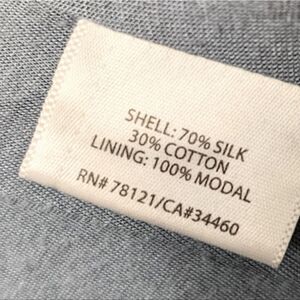 SHELL: 70% SILK
30% COTTON
LINING: 100% MODAL
RN# 78121/CA#34460